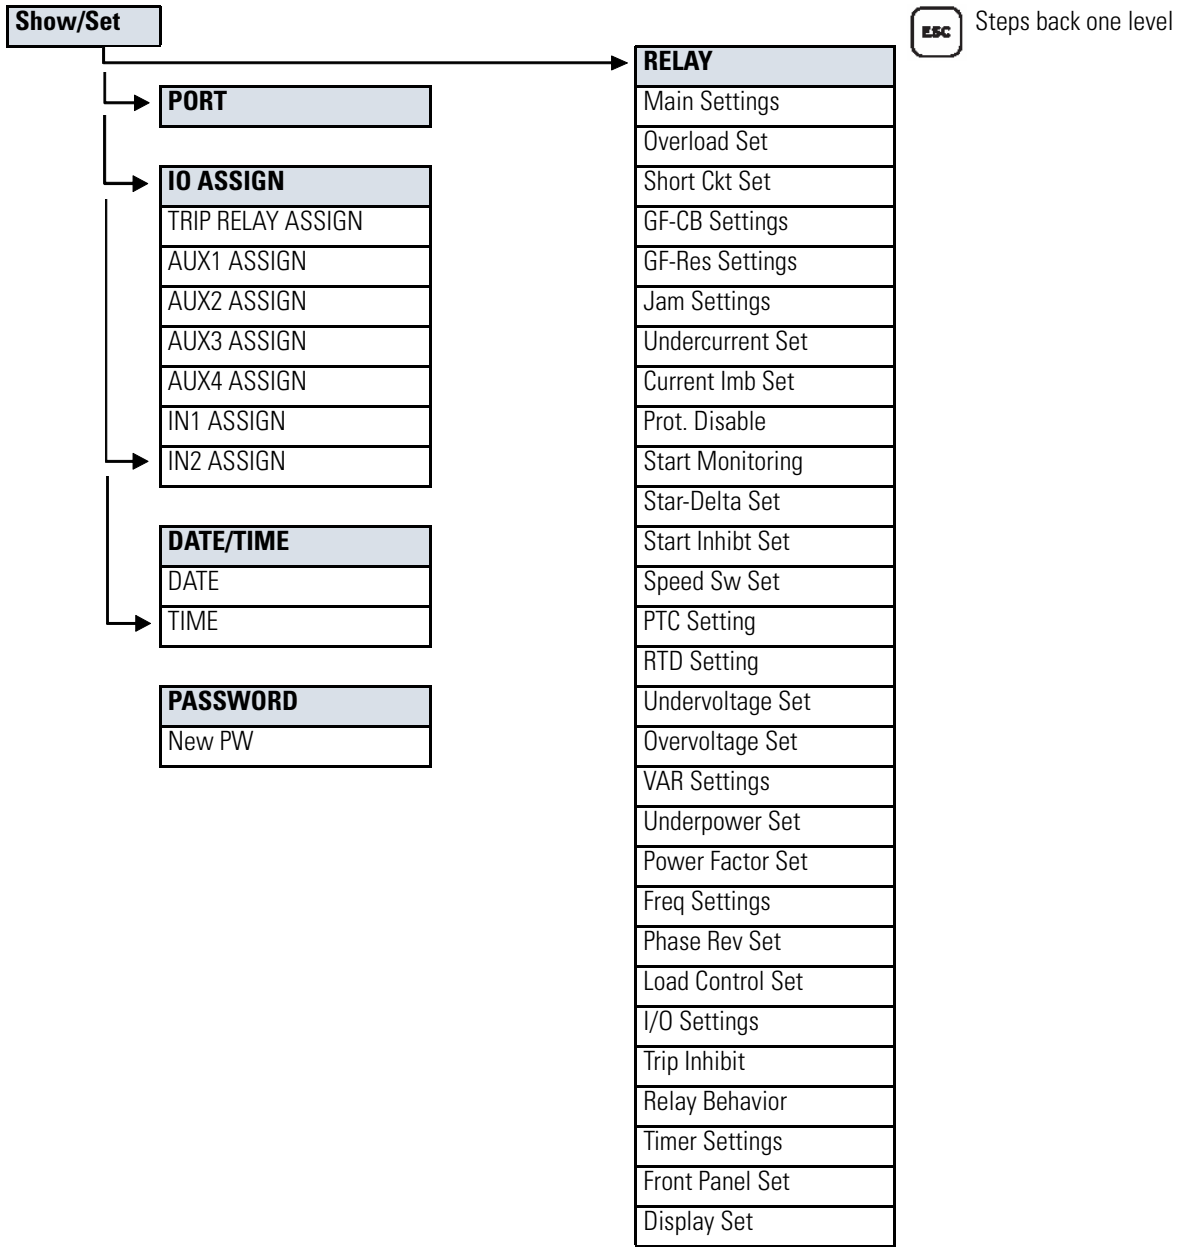 Show/Set
ESC
Steps back one level
PORT
IO ASSIGN
TRIP RELAY ASSIGN
AUX1 ASSIGN
AUX2 ASSIGN
AUX3 ASSIGN
AUX4 ASSIGN
IN1 ASSIGN
IN2 ASSIGN
DATE/TIME
DATE
TIME
PASSWORD
New PW
RELAY
Main Settings
Overload Set
Short Ckt Set
GF-CB Settings
GF-Res Settings
Jam Settings
Undercurrent Set
Current Imb Set
Prot. Disable
Start Monitoring
Star-Delta Set
Start Inhibt Set
Speed Sw Set
PTC Setting
RTD Setting
Undervoltage Set
Overvoltage Set
VAR Settings
Underpower Set
Power Factor Set
Freq Settings
Phase Rev Set
Load Control Set
I/O Settings
Trip Inhibit
Relay Behavior
Timer Settings
Front Panel Set
Display Set